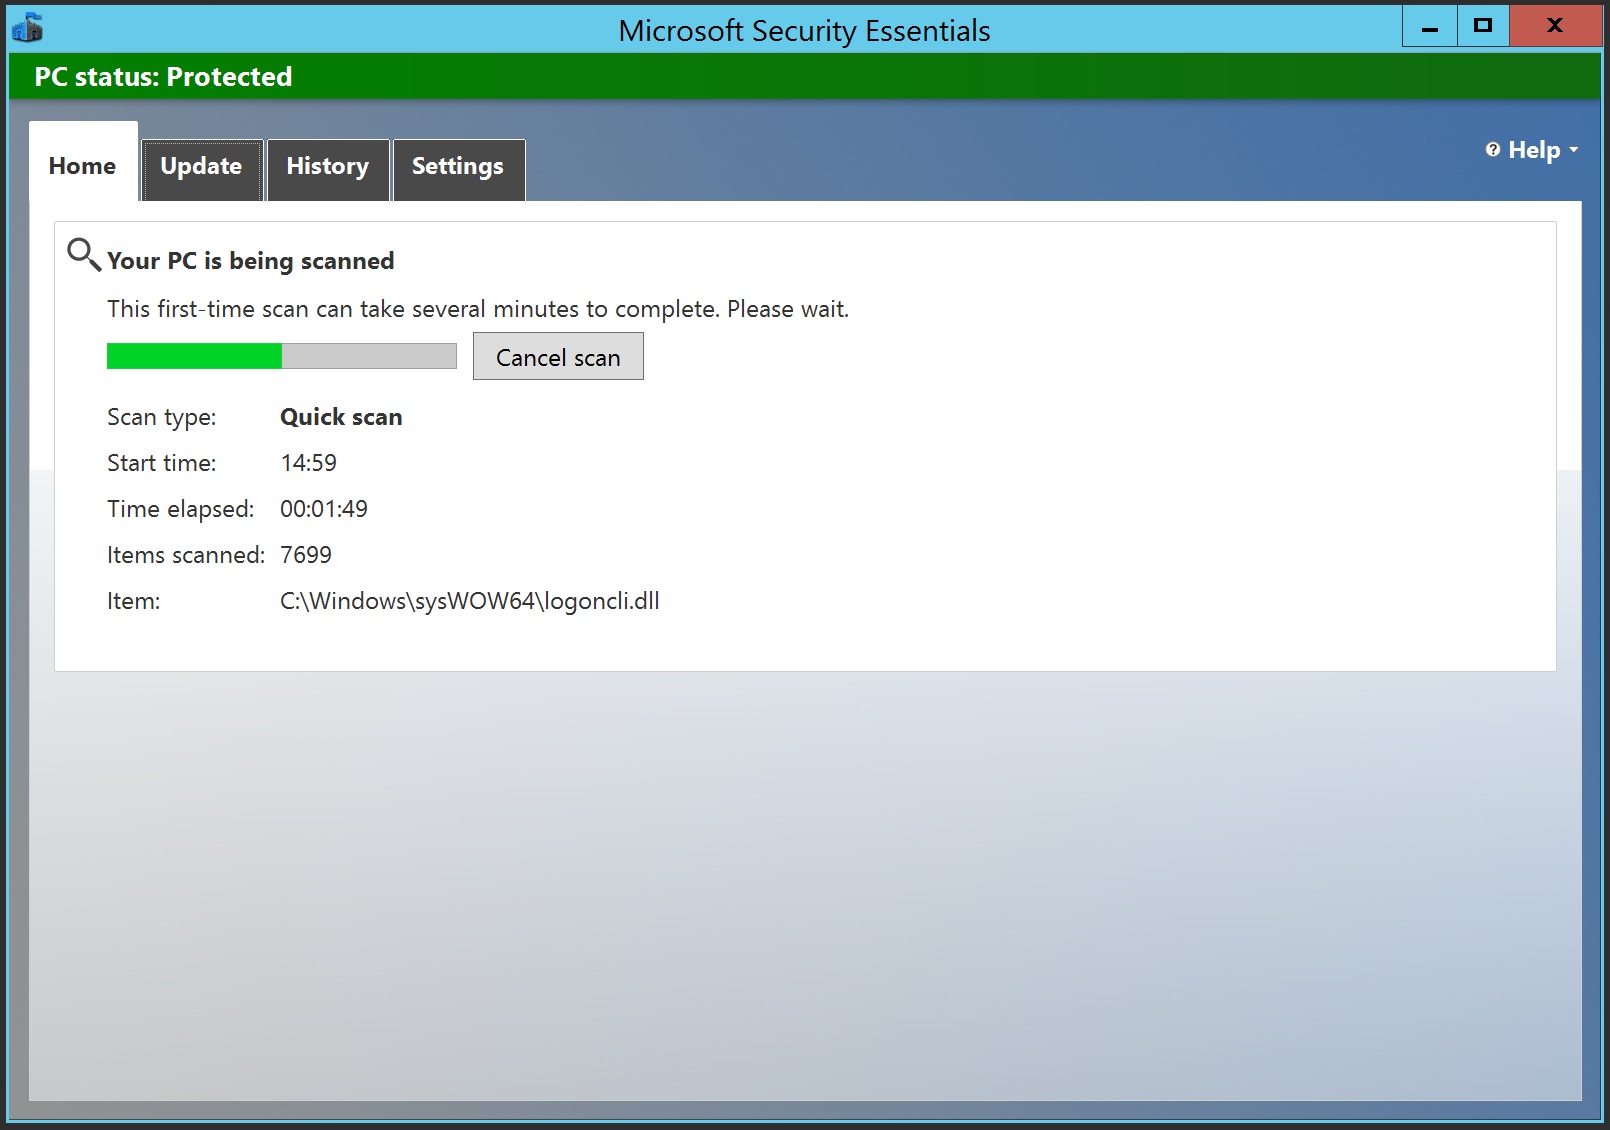 Microsoft Security Essentials
PC status: Protected
Home Update History Settings
Help
Your PC is being scanned
This first-time scan can take several minutes to complete. Please wait.
Cancel scan
Scan type: Quick scan
Start time: 14:59
Time elapsed: 00:01:49
Items scanned: 7699
Item: C:\Windows\sysWOW64\logoncli.dll